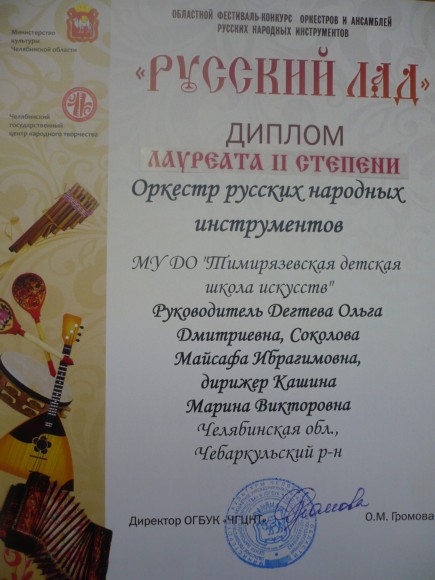 ОБЛАСТНОЙ ФЕСТИВАЛЬ-КОНКУРС ОРКЕСТРОВ И АНСАМБЛЕЙ
РУССКИХ НАРОДНЫХ ИНСТРУМЕНТОВ
Министерство
культуры
Челябинской области
Челябинский
государственный
центр народного творчества
«РУССКИЙ ЛАД»
ДИПЛОМ
ЛАУРЕАТА II СТЕПЕНИ
Оркестр русских народных
инструментов
МУ ДО "Тимирязевская детская
школа искусств"
Руководитель Дегтева Ольга
Дмитриевна, Соколова
Майсафа Ибрагимовна,
дирижер Кашина
Марина Викторовна
Челябинская обл.,
Чебаркульский р-н
Директор ОГБУК «ЧГЦНТ»
О.М. Громова